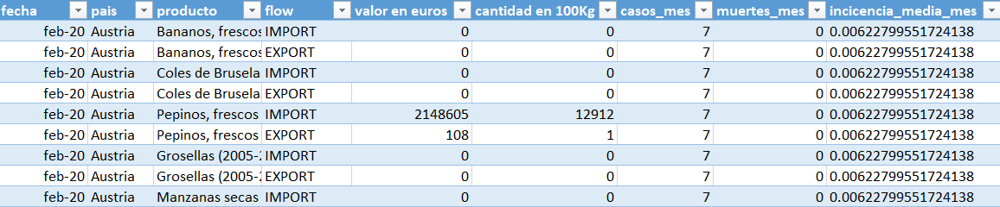 fecha pais producto flow valor en euros cantidad en 100Kg casos_mes muertes_mes incicencia_media_mes
feb-20 Austria Bananos, frescos IMPORT 0 0 7 0 0.00622799551724138
feb-20 Austria Bananos, frescos EXPORT 0 0 7 0 0.00622799551724138
feb-20 Austria Coles de Brusela IMPORT 0 0 7 0 0.00622799551724138
feb-20 Austria Coles de Brusela EXPORT 0 0 7 0 0.00622799551724138
feb-20 Austria Pepinos, frescos IMPORT 2148605 12912 7 0 0.00622799551724138
feb-20 Austria Pepinos, frescos EXPORT 108 1 7 0 0.00622799551724138
feb-20 Austria Grosellas (2005-2 IMPORT 0 0 7 0 0.00622799551724138
feb-20 Austria Grosellas (2005-2 EXPORT 0 0 7 0 0.00622799551724138
feb-20 Austria Manzanas secas IMPORT 0 0 7 0 0.00622799551724138